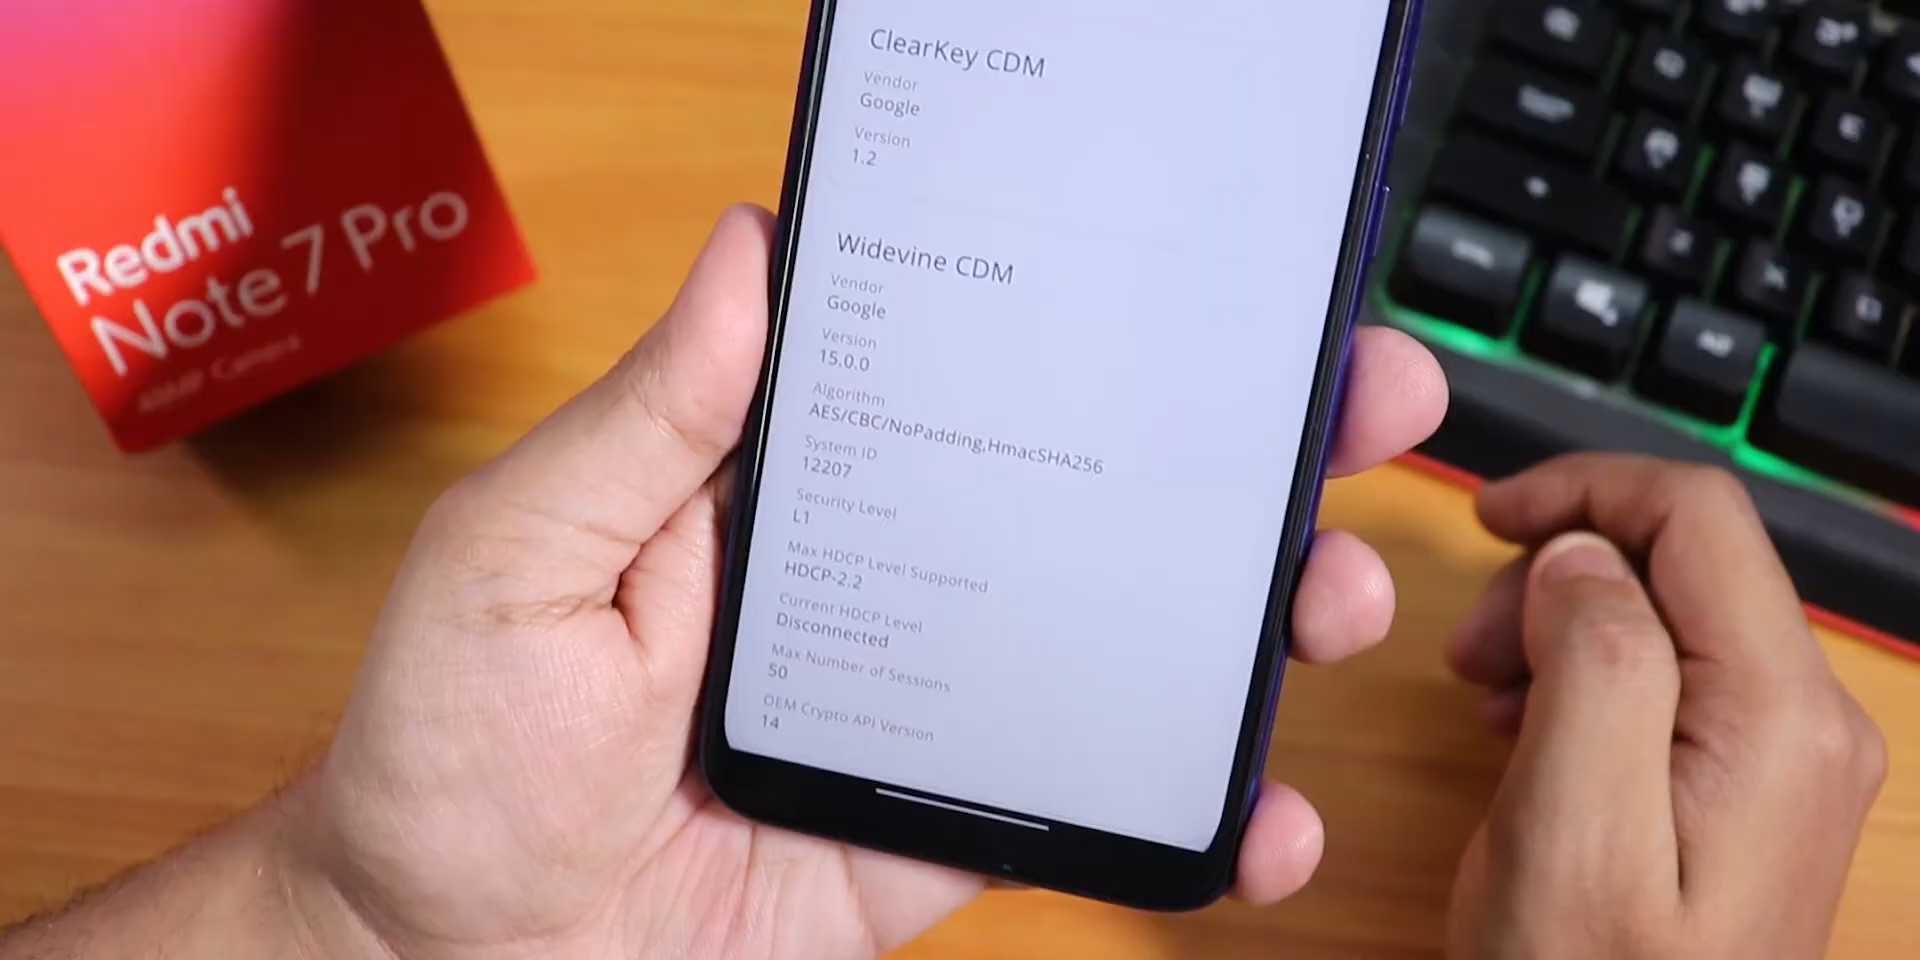 Redmi
Note 7 Pro
48MP Camera
ClearKey CDM
Vendor
Google
Version
1.2
Widevine CDM
Vendor
Google
Version
15.0.0
Algorithm
AES/CBC/NoPadding,HmacSHA256
System ID
12207
Security Level
L1
Max HDCP Level Supported
HDCP-2.2
Current HDCP Level
Disconnected
Max Number of Sessions
50
OEM Crypto API Version
14